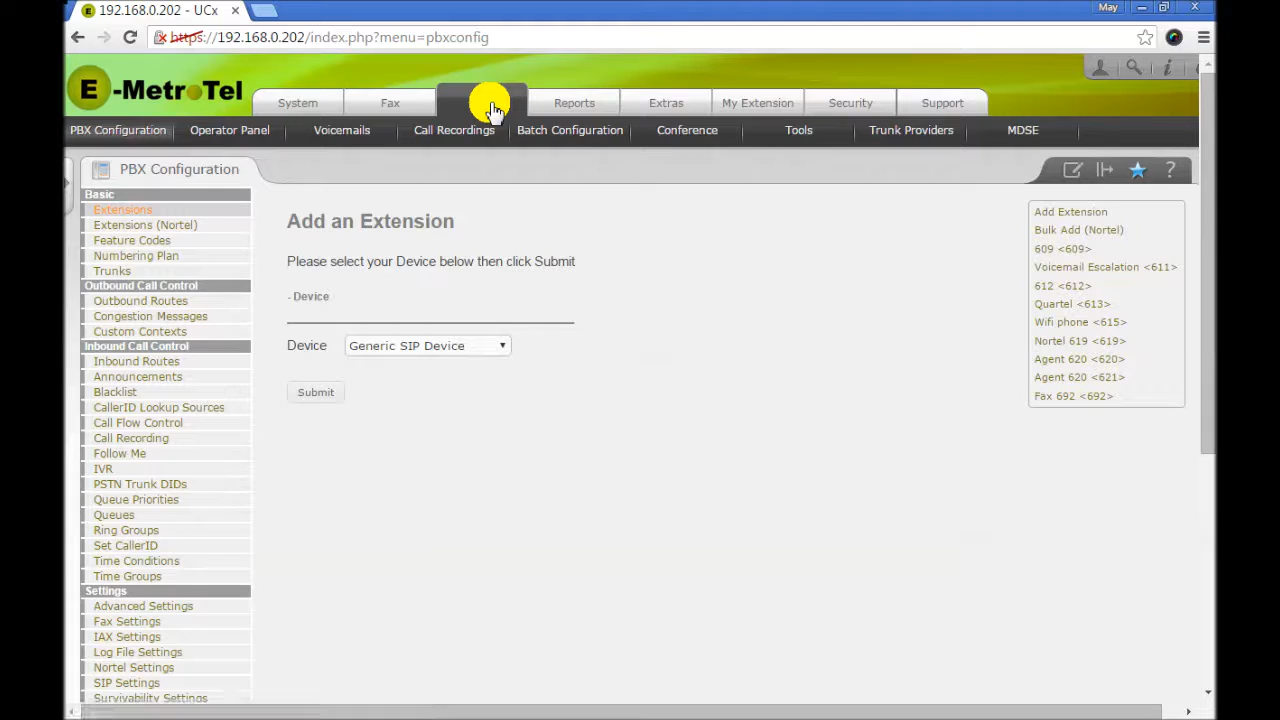 192.168.0.202 - UCx
May
https://192.168.0.202/index.php?menu=pbxconfig
E-MetroTel
System
Fax
Reports
Extras
My Extension
Security
Support
PBX Configuration
Operator Panel
Voicemails
Call Recordings
Batch Configuration
Conference
Tools
Trunk Providers
MDSE
PBX Configuration
Basic
Extensions
Extensions (Nortel)
Feature Codes
Numbering Plan
Trunks
Outbound Call Control
Outbound Routes
Congestion Messages
Custom Contexts
Inbound Call Control
Inbound Routes
Announcements
Blacklist
CallerID Lookup Sources
Call Flow Control
Call Recording
Follow Me
IVR
PSTN Trunk DIDs
Queue Priorities
Queues
Ring Groups
Set CallerID
Time Conditions
Time Groups
Settings
Advanced Settings
Fax Settings
IAX Settings
Log File Settings
Nortel Settings
SIP Settings
Survivability Settings
Add an Extension
Please select your Device below then click Submit
- Device
Device
Generic SIP Device
Submit
Add Extension
Bulk Add (Nortel)
609 <609>
Voicemail Escalation <611>
612 <612>
Quartel <613>
Wifi phone <615>
Nortel 619 <619>
Agent 620 <620>
Agent 620 <621>
Fax 692 <692>